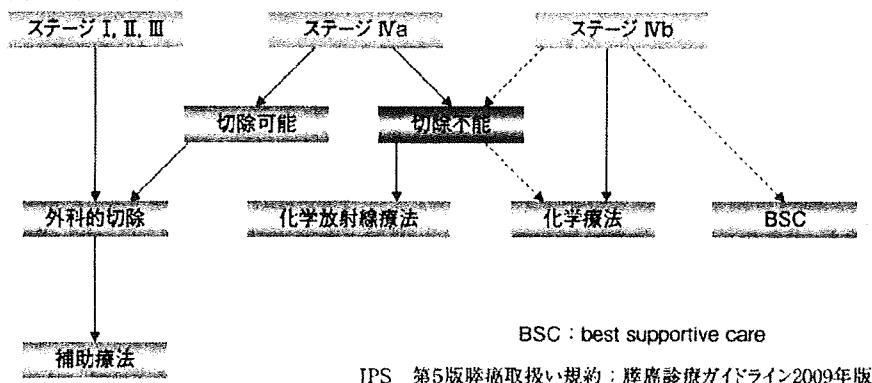 ステージ Ⅰ, Ⅱ, Ⅲ
ステージ Ⅳa
ステージ Ⅳb
切除可能
切除不能
外科的切除
化学放射線療法
化学療法
BSC
補助療法
BSC：best supportive care
JPS 第5版膵癌取扱い規約；膵癌診療ガイドライン2009年版